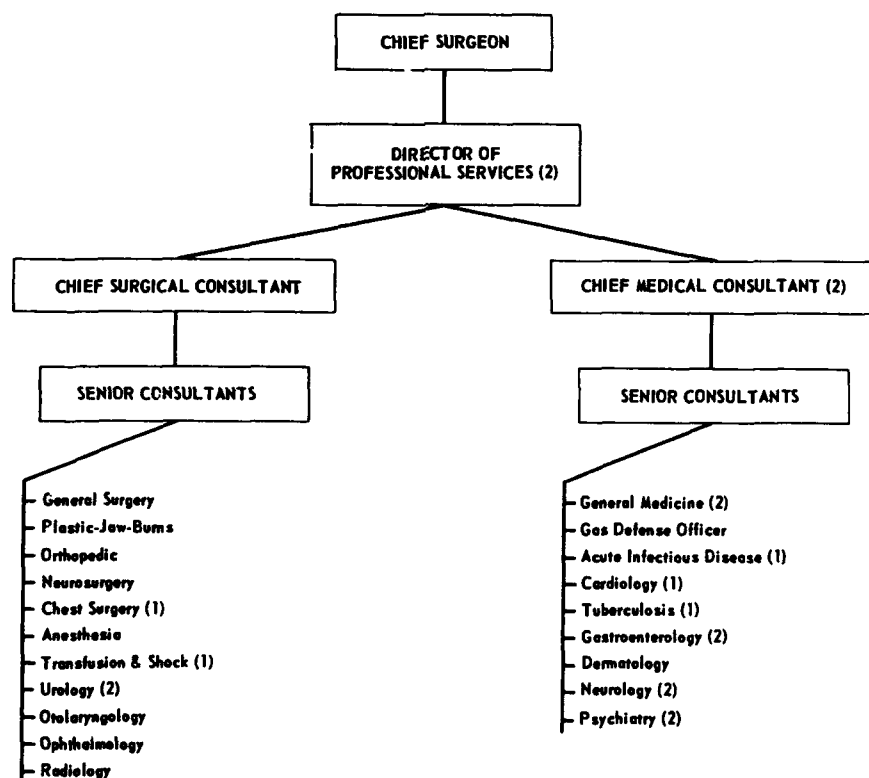 CHIEF SURGEON
DIRECTOR OF
PROFESSIONAL SERVICES (2)
CHIEF SURGICAL CONSULTANT
CHIEF MEDICAL CONSULTANT (2)
SENIOR CONSULTANTS
SENIOR CONSULTANTS
General Surgery
Plastic-Jaw-Burns
Orthopedic
Neurosurgery
Chest Surgery (1)
Anesthesia
Transfusion & Shock (1)
Urology (2)
Otolaryngology
Ophthalmology
Radiology
General Medicine (2)
Gas Defense Officer
Acute Infectious Disease (1)
Cardiology (1)
Tuberculosis (1)
Gastroenterology (2)
Dermatology
Neurology (2)
Psychiatry (2)